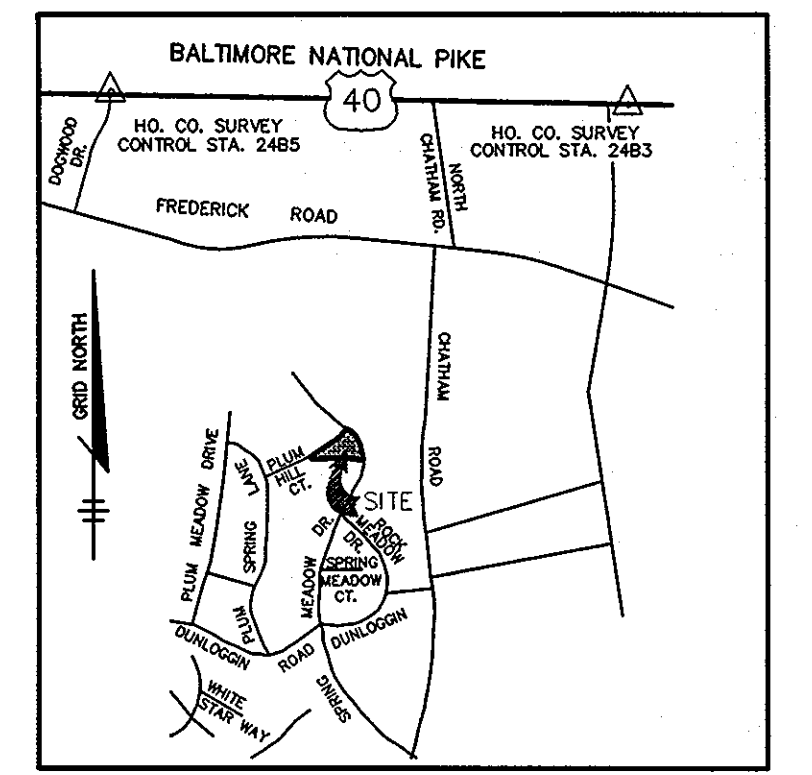 BALTIMORE NATIONAL PIKE
40
HO. CO. SURVEY
CONTROL STA. 24B5
HO. CO. SURVEY
CONTROL STA. 24B3
DOGWOOD
DR.
NORTH
CHATHAM RD.
FREDERICK ROAD
GRID NORTH
CHATHAM ROAD
PLUM MEADOW DRIVE
PLUM SPRING LANE
PLUM
HILL
CT.
SITE
ROCK
MEADOW
DR.
SPRING MEADOW DR.
SPRING
MEADOW
CT.
DUNLOGGIN ROAD
DUNLOGGIN
WHITE
STAR WAY